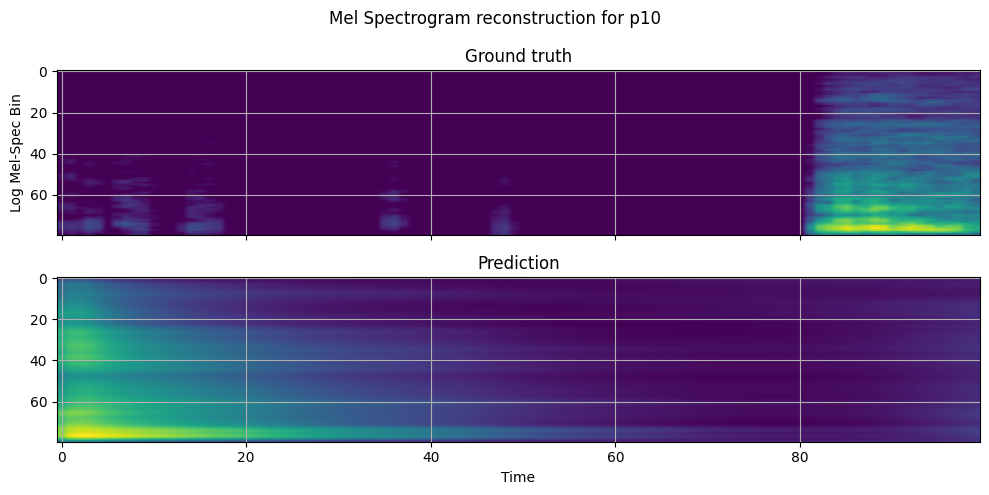 Mel Spectrogram reconstruction for p10
Ground truth
0
20
40
60
Log Mel-Spec Bin
Prediction
0
20
40
60
0 20 40 60 80
Time